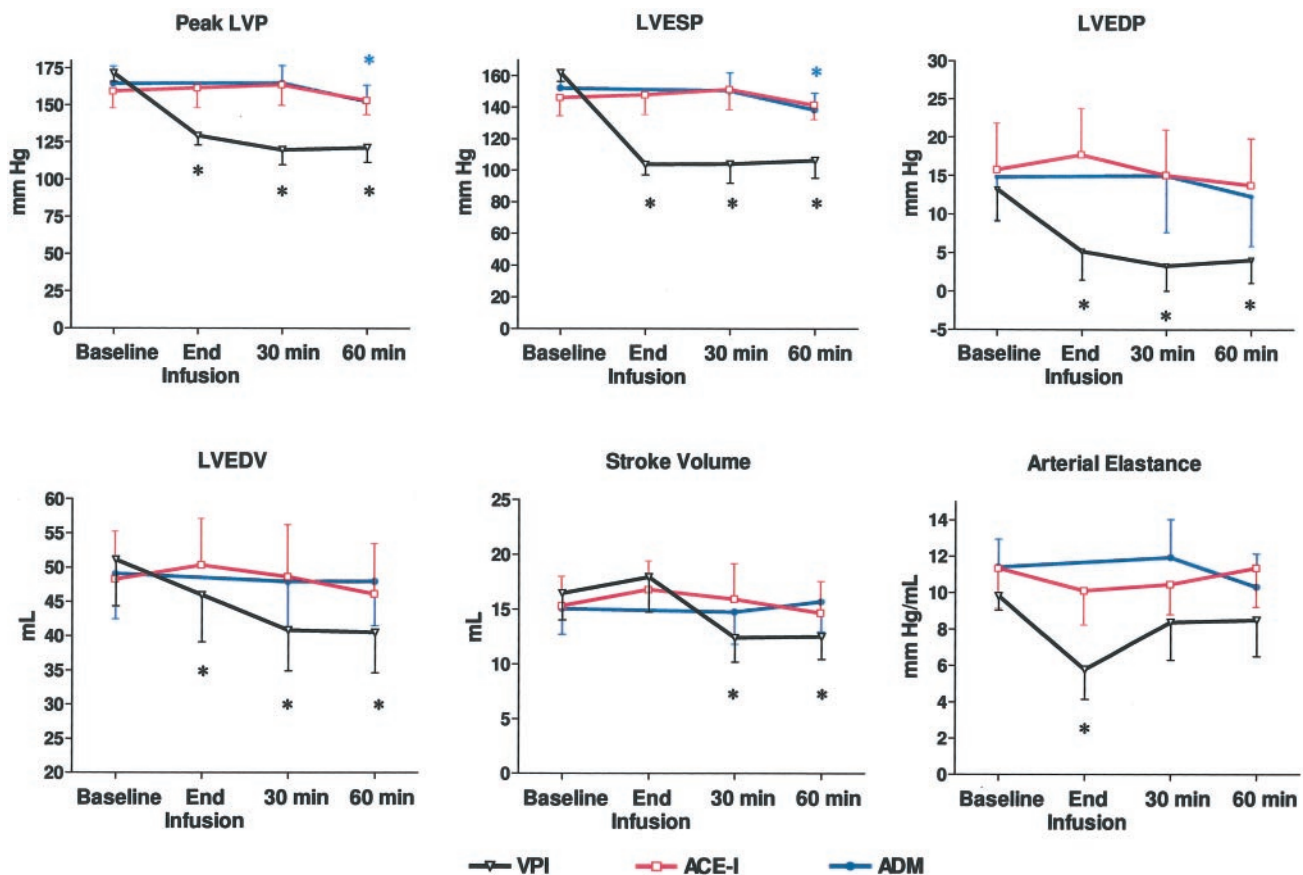 Peak LVP
mm Hg
175
150
125
100
75
50
25
0
*
*
*
*
Baseline
End
Infusion
30 min
60 min
LVESP
mm Hg
160
140
120
100
80
60
40
20
0
*
*
*
*
Baseline
End
Infusion
30 min
60 min
LVEDP
mm Hg
30
25
20
15
10
5
0
-5
*
*
*
Baseline
End
Infusion
30 min
60 min
LVEDV
mL
60
55
50
45
40
35
30
25
20
*
*
*
Baseline
End
Infusion
30 min
60 min
Stroke Volume
mL
25
20
15
10
5
0
*
*
Baseline
End
Infusion
30 min
60 min
Arterial Elastance
mm Hg/mL
14
12
10
8
6
4
2
0
*
Baseline
End
Infusion
30 min
60 min
VPI
ACE-I
ADM